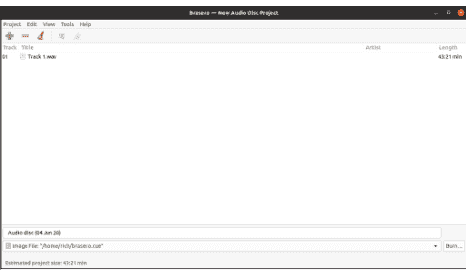 Brasero — New Audio Disc Project
Project Edit View Tools Help
Track Title Artist Length
01 Track 1.wav 43:21 min
Audio disc (04 Jun 20)
Image File: "/home/rich/brasero.cue"
Burn...
Estimated project size: 43:21 min